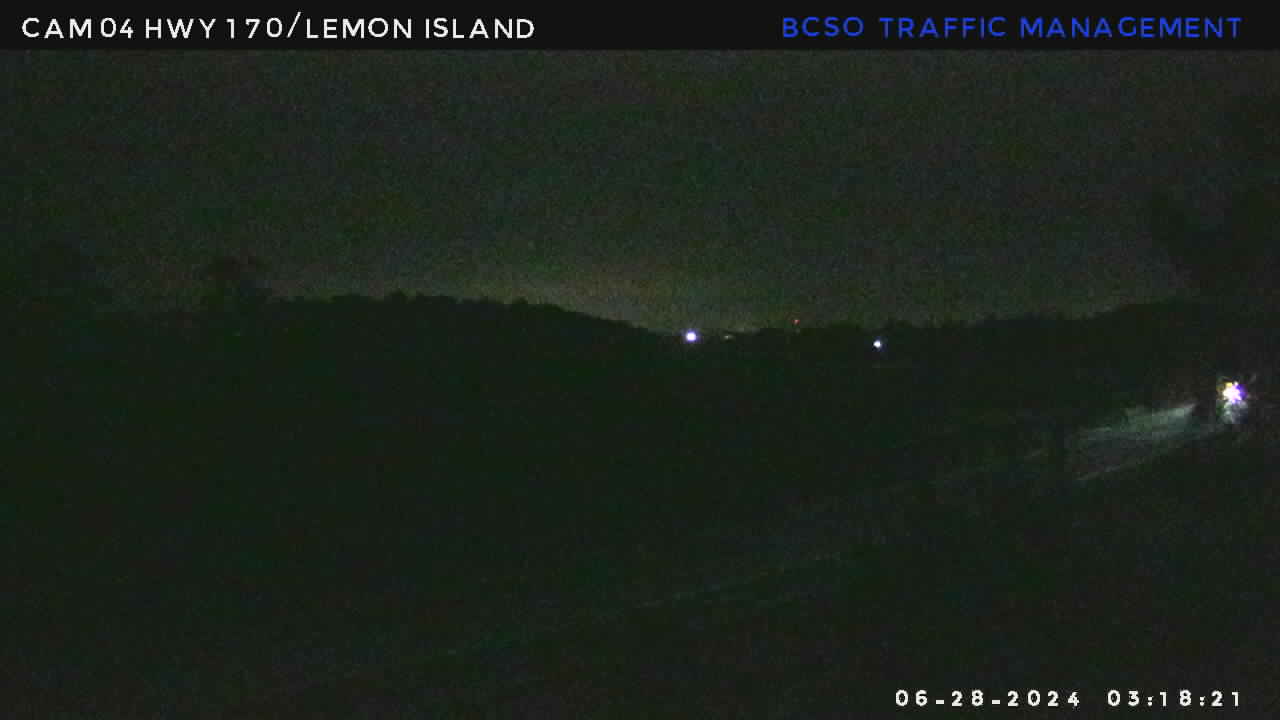 CAM04 HWY 170/LEMON ISLAND
BCSO TRAFFIC MANAGEMENT
06-28-2024 03:18:21